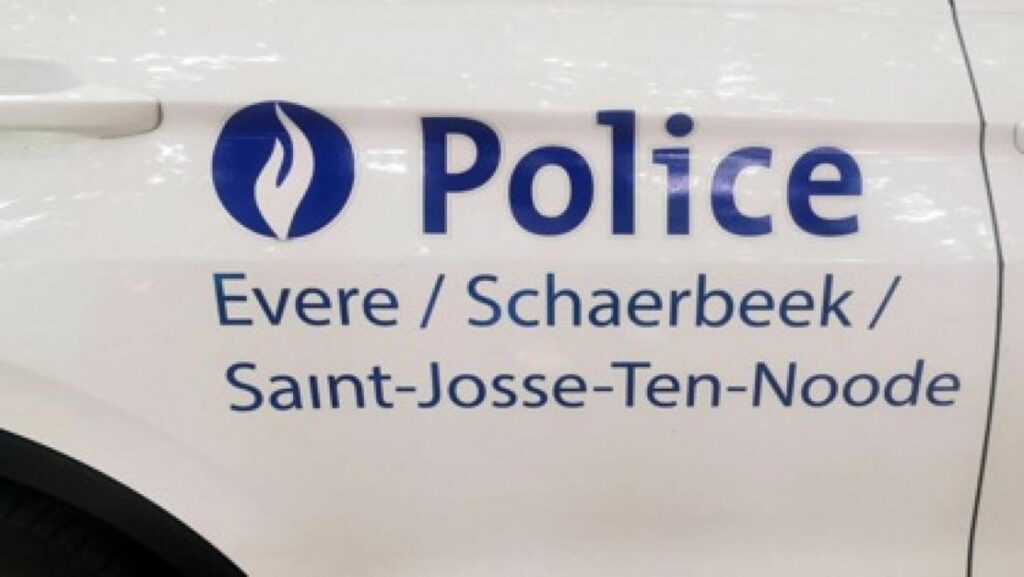 Police
Evere / Schaerbeek /
Saint-Josse-Ten-Noode